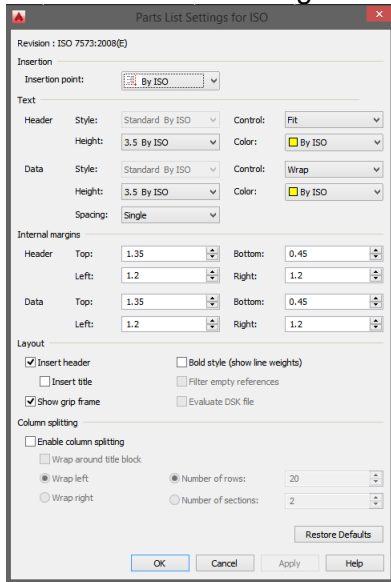 Parts List Settings for ISO
Revision : ISO 7573:2008(E)
Insertion
Insertion point: By ISO
Text
Header Style: Standard By ISO Control: Fit
Height: 3.5 By ISO Color: By ISO
Data Style: Standard By ISO Control: Wrap
Height: 3.5 By ISO Color: By ISO
Spacing: Single
Internal margins
Header Top: 1.35 Bottom: 0.45
Left: 1.2 Right: 1.2
Data Top: 1.35 Bottom: 0.45
Left: 1.2 Right: 1.2
Layout
Insert header Bold style (show line weights)
Insert title Filter empty references
Show grip frame Evaluate DSK file
Column splitting
Enable column splitting
Wrap around title block
Wrap left Number of rows: 20
Wrap right Number of sections: 2
Restore Defaults
OK Cancel Apply Help